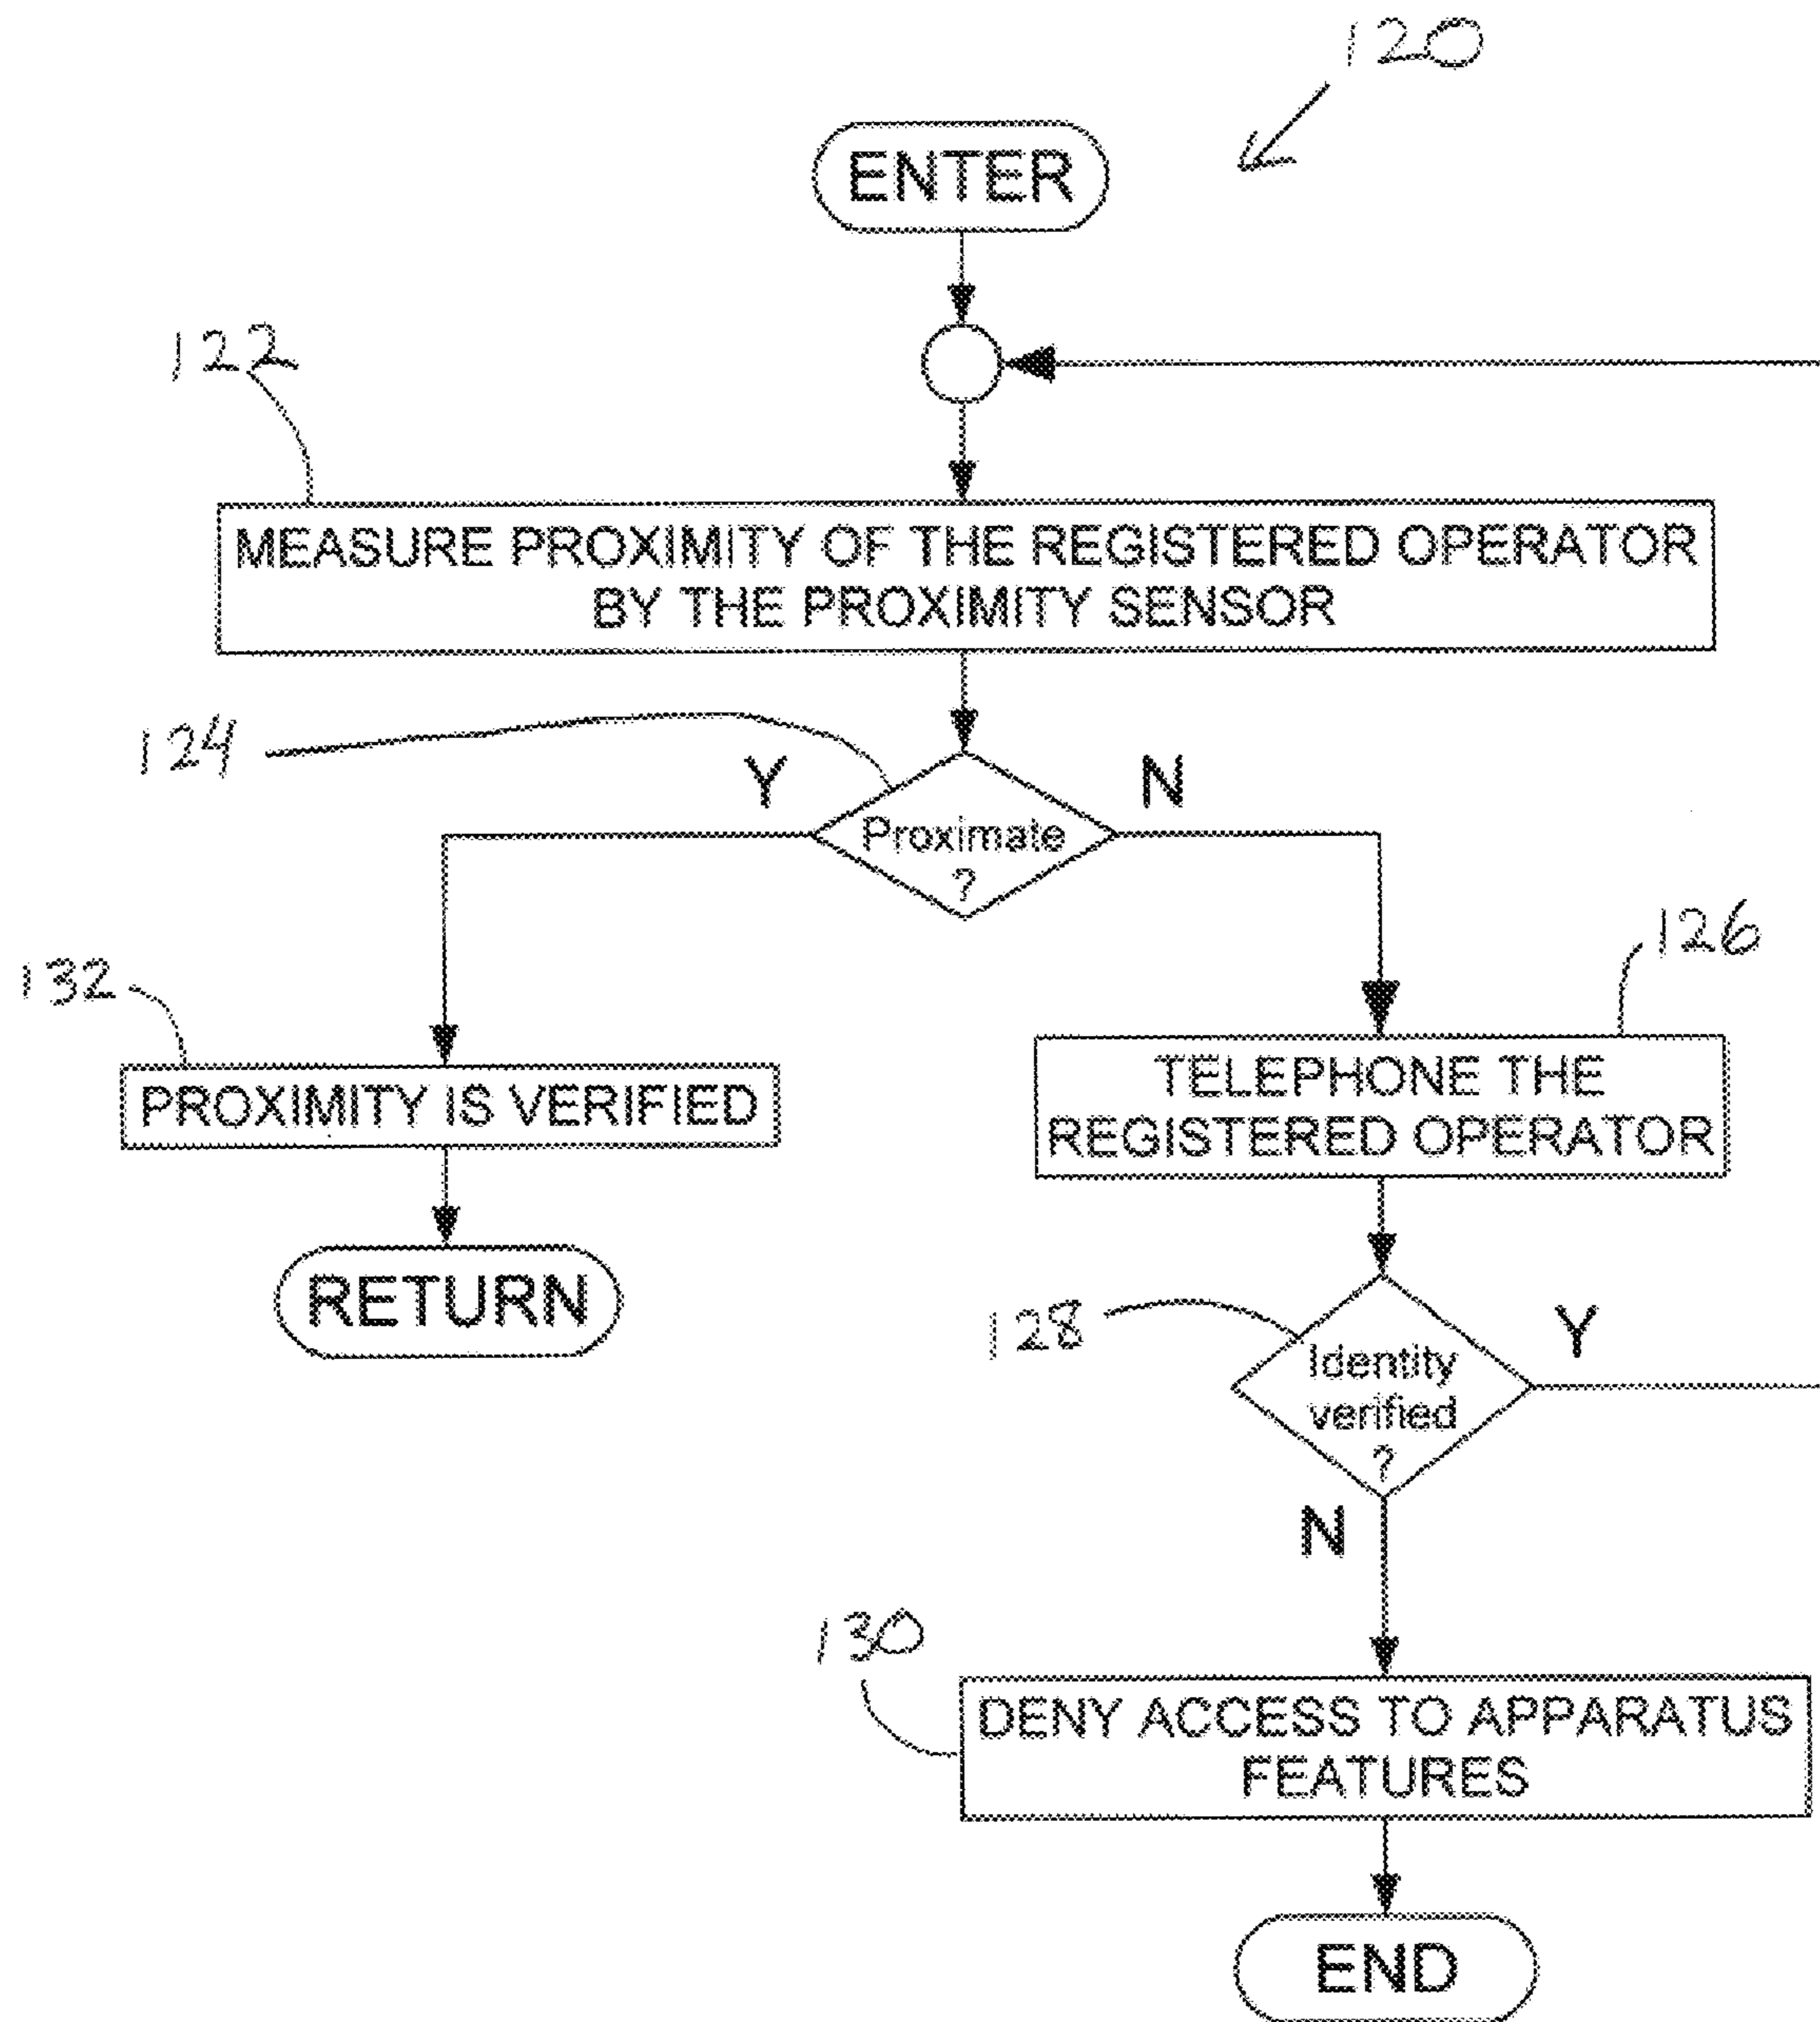 120
ENTER
122
MEASURE PROXIMITY OF THE REGISTERED OPERATOR
BY THE PROXIMITY SENSOR
124
Y
N
Proximate
?
126
132
PROXIMITY IS VERIFIED
TELEPHONE THE
REGISTERED OPERATOR
RETURN
128
Identity
verified
?
Y
N
130
DENY ACCESS TO APPARATUS
FEATURES
END